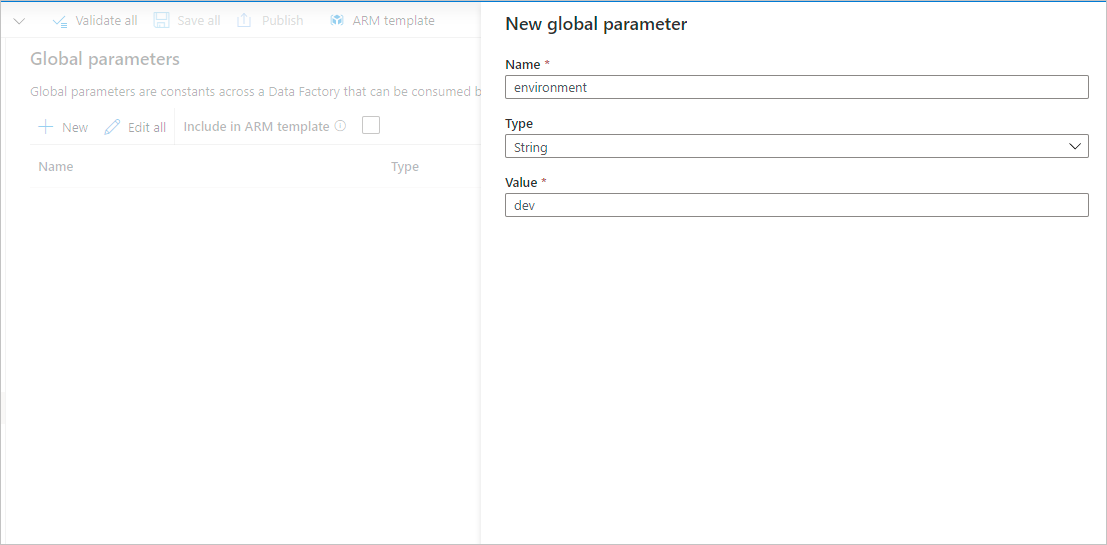 Validate all Save all Publish ARM template
Global parameters
Global parameters are constants across a Data Factory that can be consumed b
New Edit all Include in ARM template
Name Type
New global parameter
Name *
environment
Type
String
Value *
dev